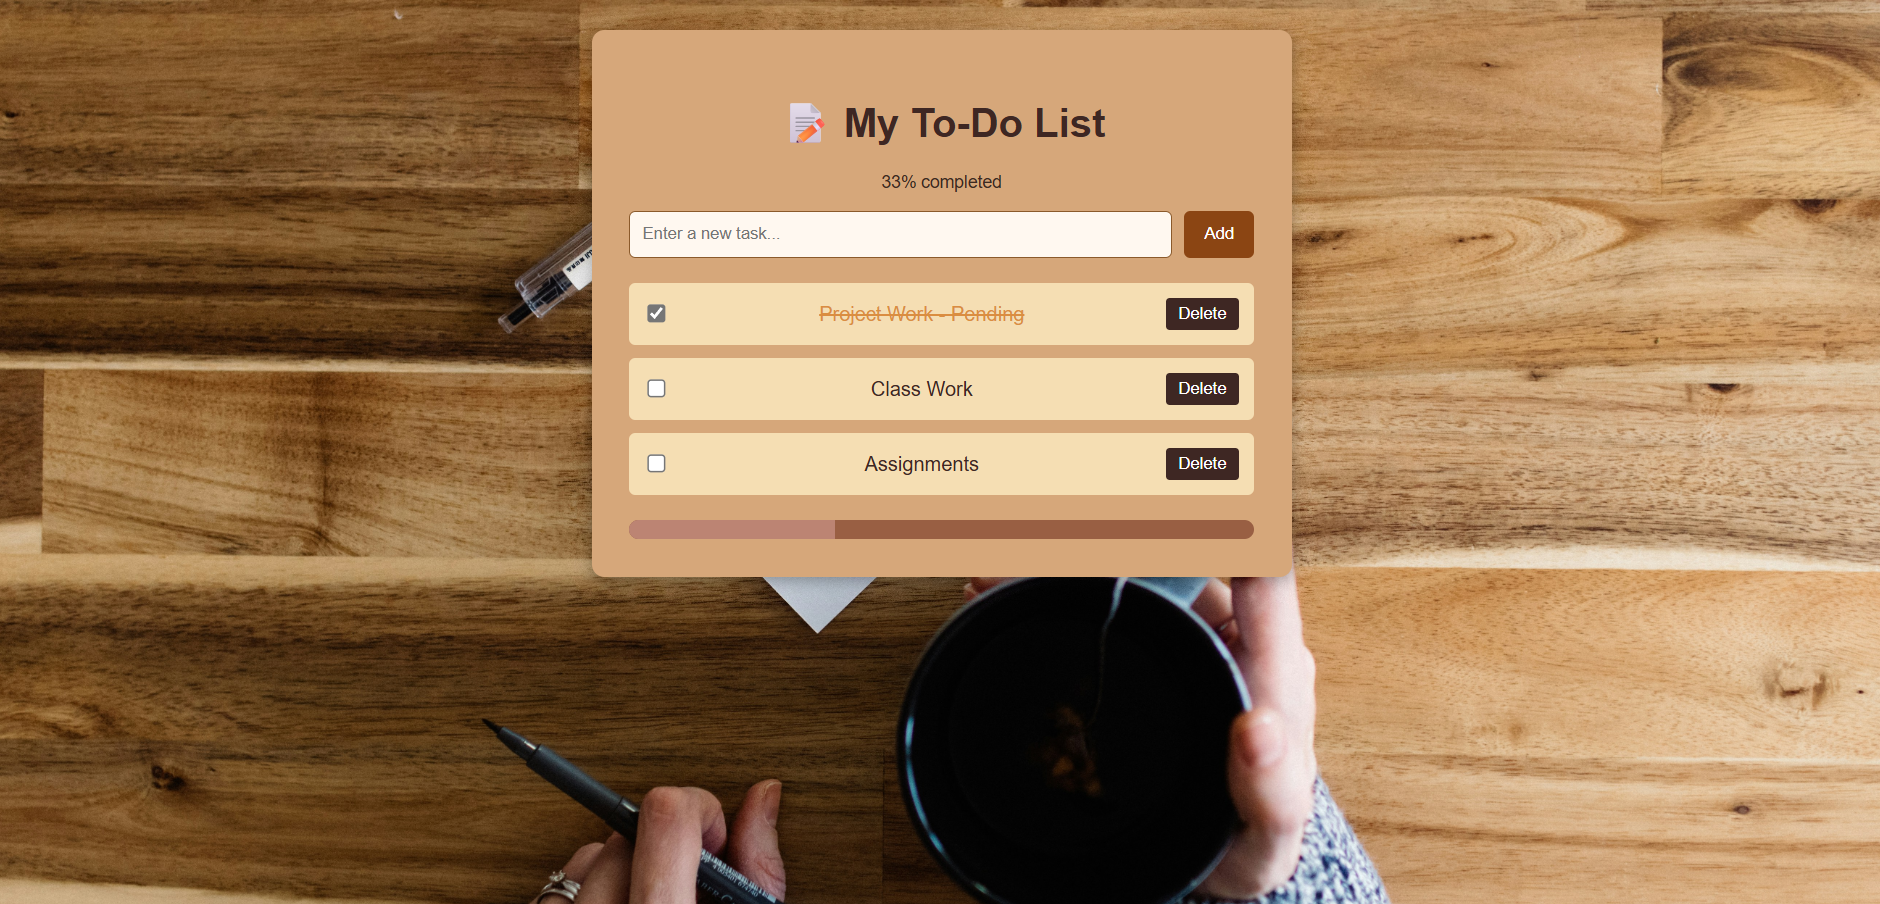 My To-Do List
33% completed
Enter a new task...
Add
Project Work - Pending
Delete
Class Work
Delete
Assignments
Delete